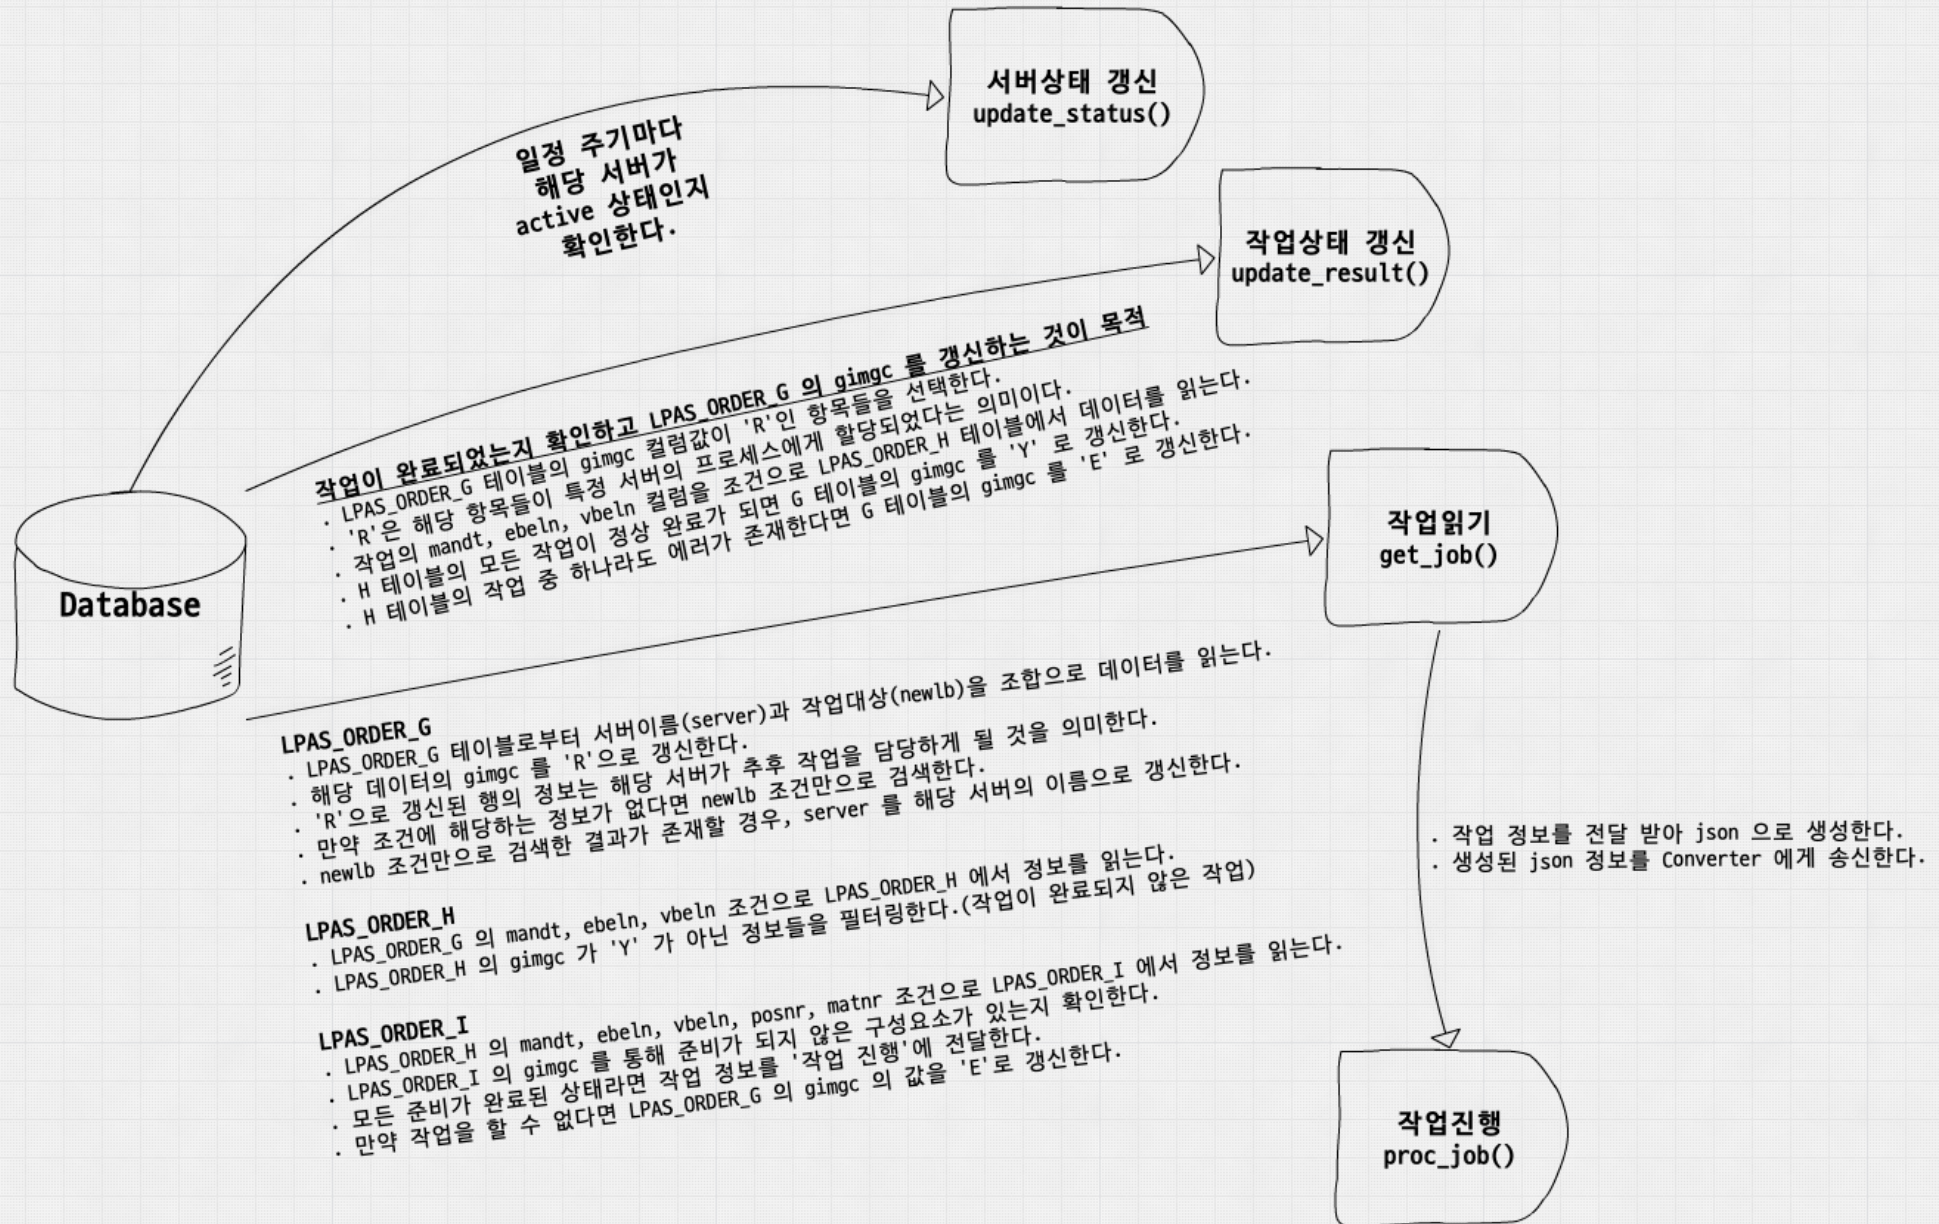 서버상태 갱신
update_status()
일정 주기마다
해당 서버가
active 상태인지
확인한다.
작업상태 갱신
update_result()
작업이 완료되었는지 확인하고 LPAS_ORDER_G 의 gimgc 를 갱신하는 것이 목적
. LPAS_ORDER_G 테이블의 gimgc 컬럼값이 'R'인 항목들을 선택한다.
. 'R'은 해당 항목들이 특정 서버의 프로세스에게 할당되었다는 의미이다.
. 작업의 mandt, ebeln, vbeln 컬럼을 조건으로 LPAS_ORDER_H 테이블에서 데이터를 읽는다.
. H 테이블의 모든 작업이 정상 완료가 되면 G 테이블의 gimgc 를 'Y' 로 갱신한다.
. H 테이블의 작업 중 하나라도 에러가 존재한다면 G 테이블의 gimgc 를 'E' 로 갱신한다.
작업읽기
get_job()
Database
LPAS_ORDER_G
. LPAS_ORDER_G 테이블로부터 서버이름(server)과 작업대상(newlb)을 조합으로 데이터를 읽는다.
. 해당 데이터의 gimgc 를 'R'으로 갱신한다.
. 'R'으로 갱신된 행의 정보는 해당 서버가 추후 작업을 담당하게 될 것을 의미한다.
. 만약 조건에 해당하는 정보가 없다면 newlb 조건만으로 검색한다.
. newlb 조건만으로 검색한 결과가 존재할 경우, server 를 해당 서버의 이름으로 갱신한다.
LPAS_ORDER_H
. LPAS_ORDER_G 의 mandt, ebeln, vbeln 조건으로 LPAS_ORDER_H 에서 정보를 읽는다.
. LPAS_ORDER_H 의 gimgc 가 'Y' 가 아닌 정보들을 필터링한다.(작업이 완료되지 않은 작업)
LPAS_ORDER_I
. LPAS_ORDER_H 의 mandt, ebeln, vbeln, posnr, matnr 조건으로 LPAS_ORDER_I 에서 정보를 읽는다.
. LPAS_ORDER_I 의 gimgc 를 통해 준비가 되지 않은 구성요소가 있는지 확인한다.
. 모든 준비가 완료된 상태라면 작업 정보를 '작업 진행'에 전달한다.
. 만약 작업을 할 수 없다면 LPAS_ORDER_G 의 gimgc 의 값을 'E'로 갱신한다.
. 작업 정보를 전달 받아 json 으로 생성한다.
. 생성된 json 정보를 Converter 에게 송신한다.
작업진행
proc_job()